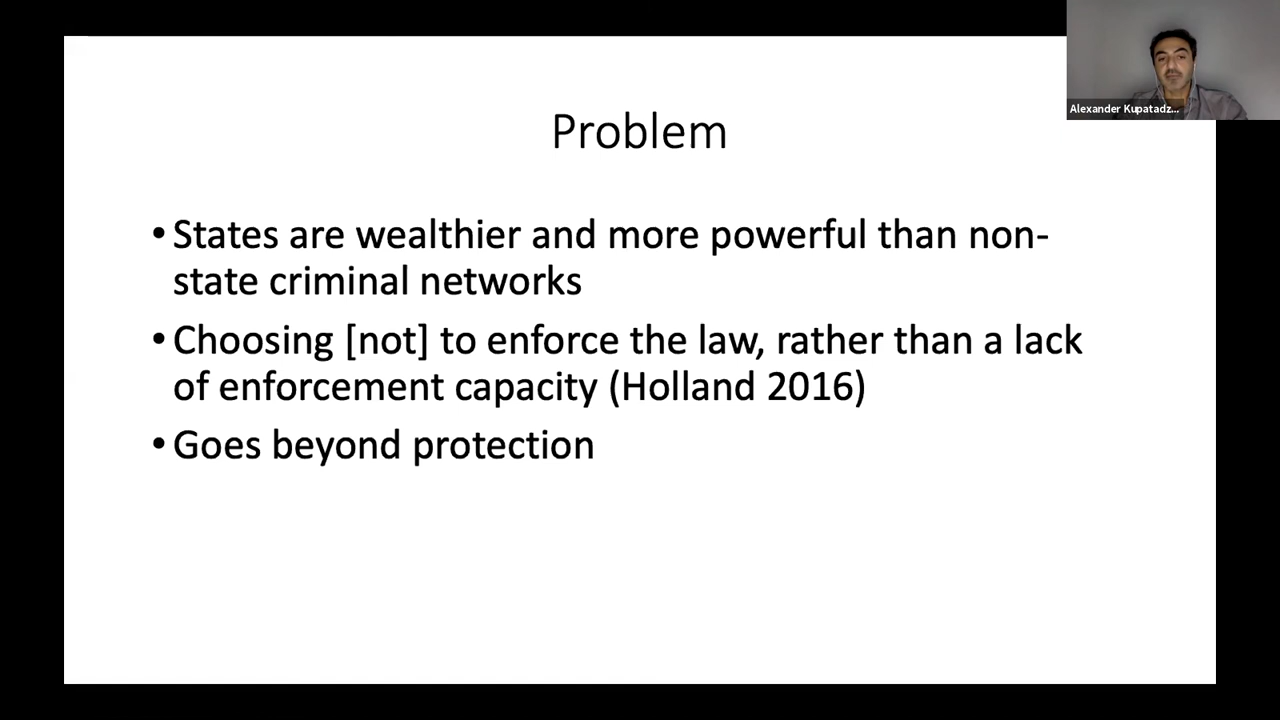 Alexander Kupatadz...
Problem
• States are wealthier and more powerful than non-
state criminal networks
• Choosing [not] to enforce the law, rather than a lack
of enforcement capacity (Holland 2016)
• Goes beyond protection